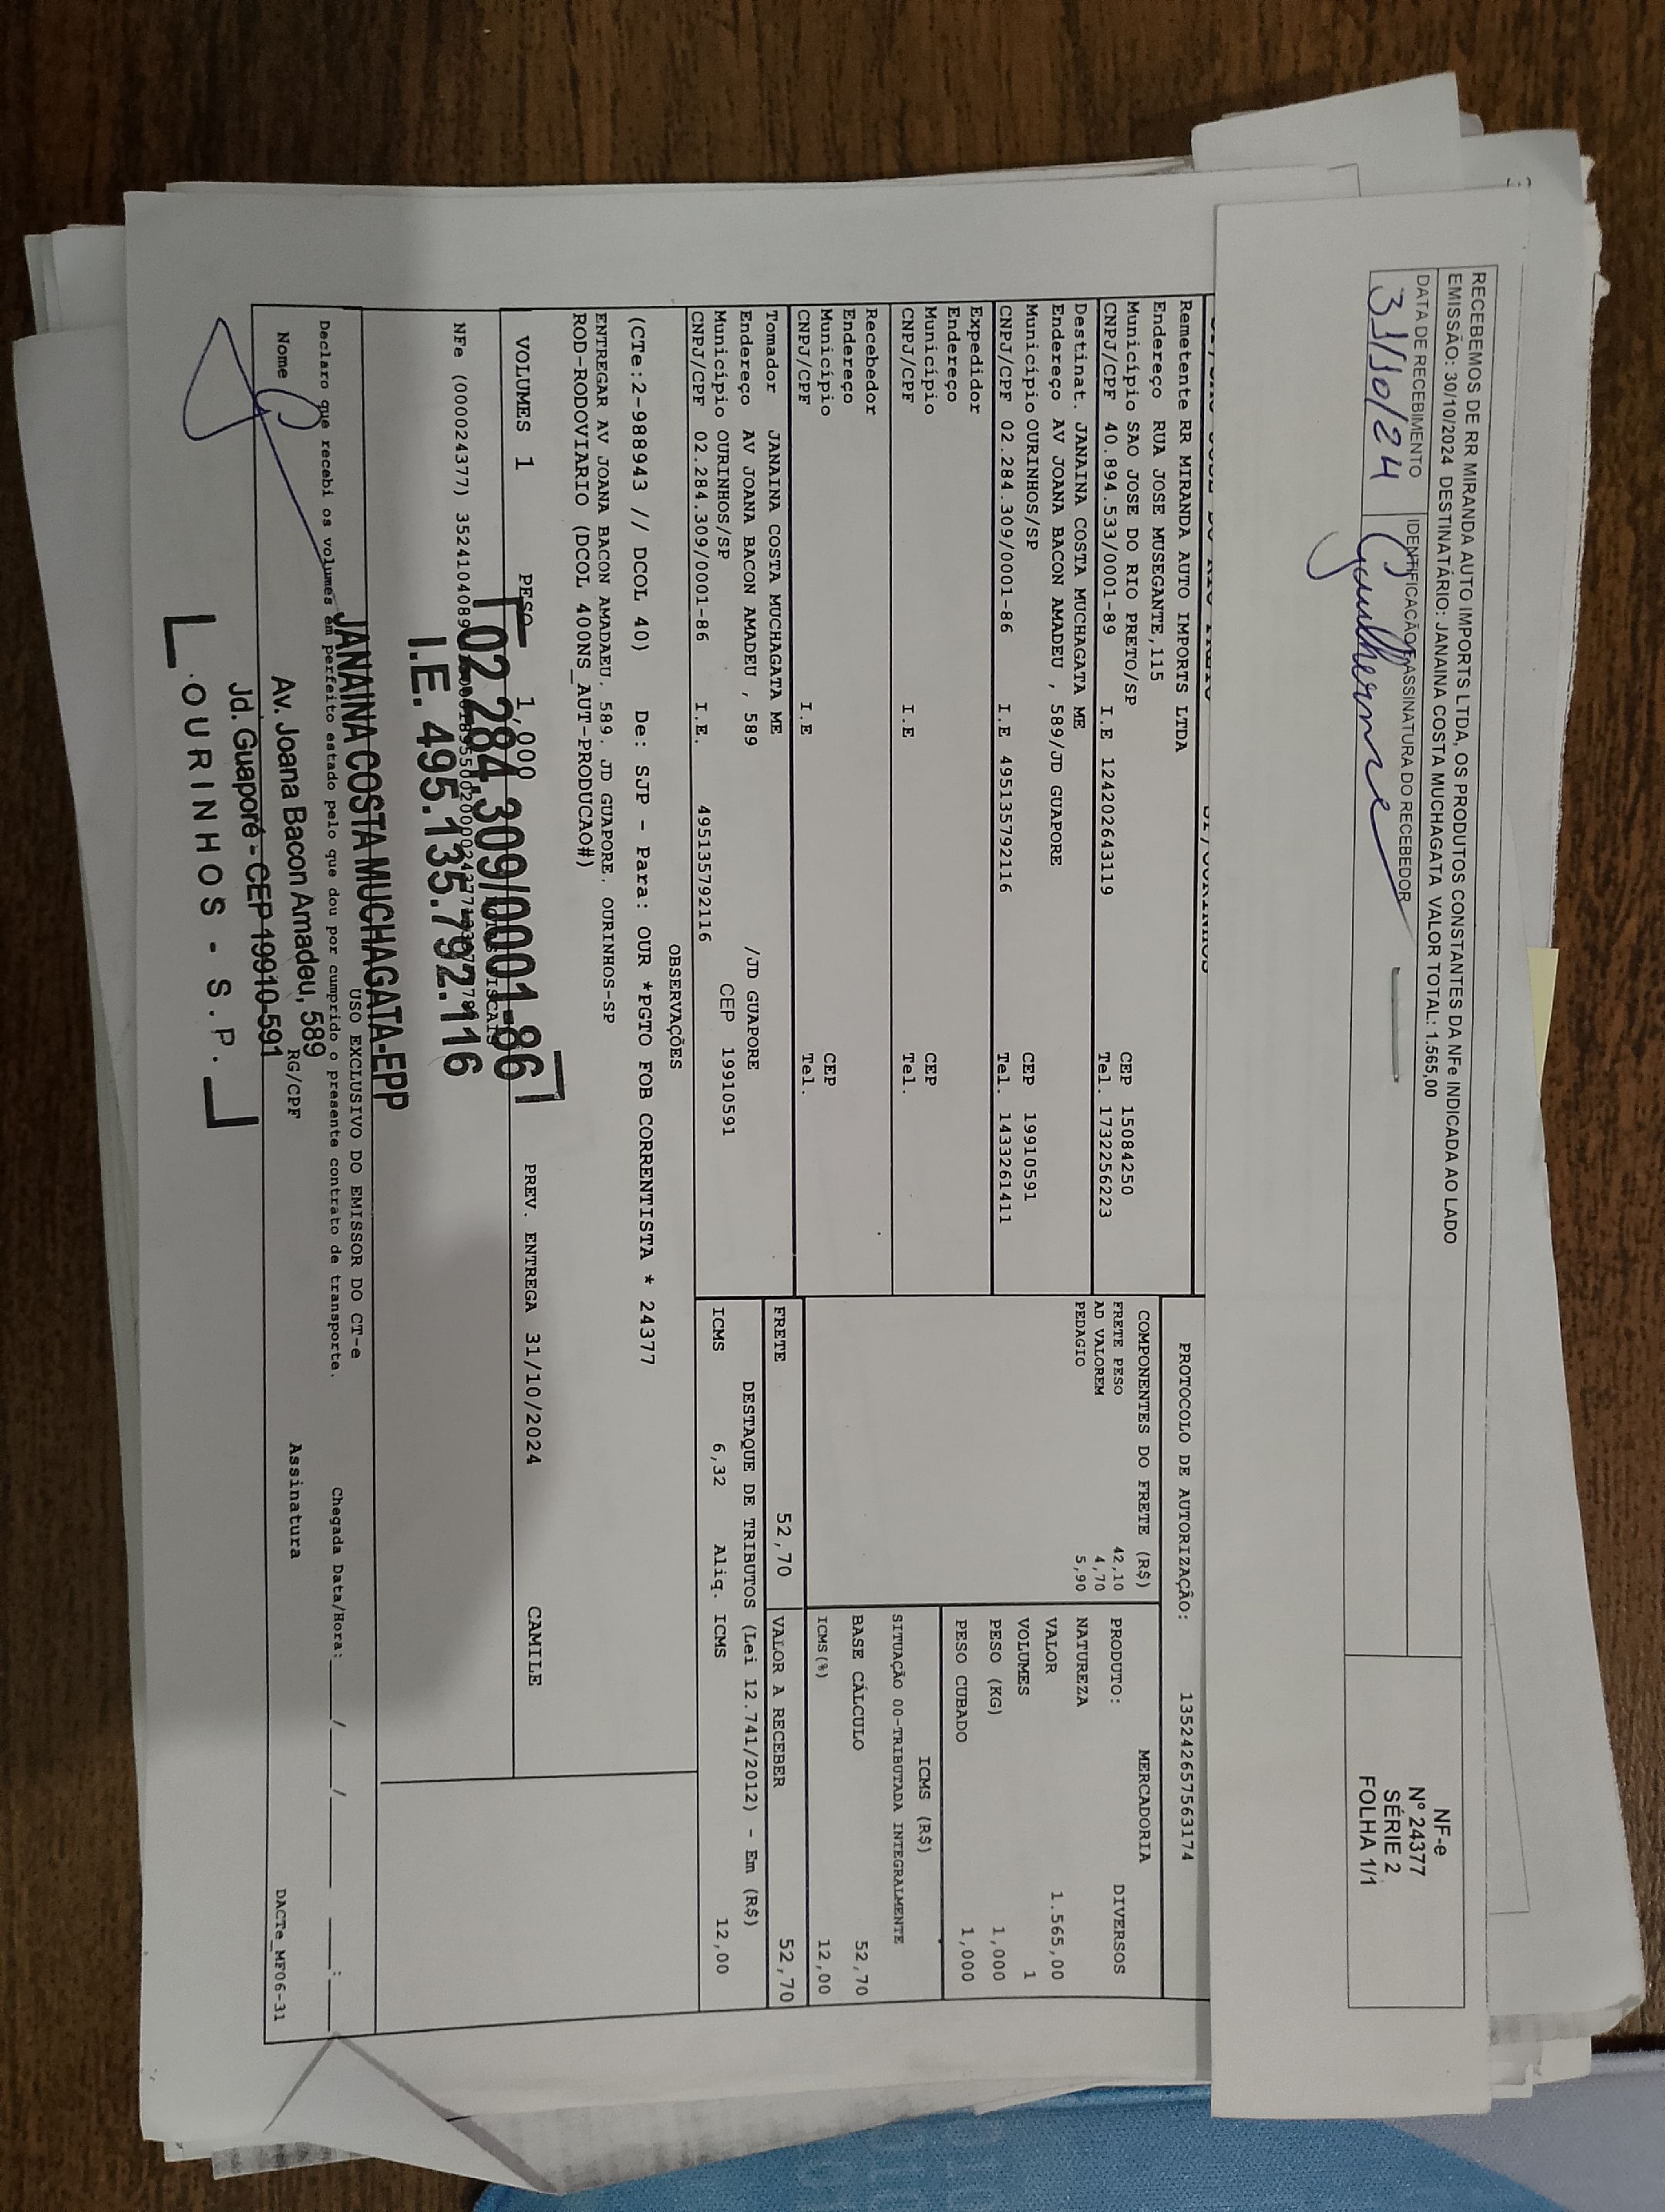 RECEBEMOS DE RR MIRANDA AUTO IMPORTS LTDA, OS PRODUTOS CONSTANTES DA NFe INDICADA AO LADO
EMISSÃO: 30/10/2024 DESTINATÁRIO: JANAINA COSTA MUCHAGATA VALOR TOTAL: 1.565,00
DATA DE RECEBIMENTO
IDENTIFICAÇÃO E ASSINATURA DO RECEBEDOR
31/10/24
Guilherme
NF-e
Nº 24377
SÉRIE 2
FOLHA 1/1
PROTOCOLO DE AUTORIZAÇÃO: 135242657563174
Remetente RR MIRANDA AUTO IMPORTS LTDA
Endereço RUA JOSE MUSEGANTE,115
Município SAO JOSE DO RIO PRETO/SP CEP 15084250
CNPJ/CPF 40.894.533/0001-89 I.E 124202643119 Tel. 1732256223
Destinat. JANAINA COSTA MUCHAGATA ME
Endereço AV JOANA BACON AMADEU , 589/JD GUAPORE
Município OURINHOS/SP CEP 19910591
CNPJ/CPF 02.284.309/0001-86 I.E 495135792116 Tel. 1433261411
Expedidor
Endereço
Município CEP
CNPJ/CPF I.E Tel.
Recebedor
Endereço
Município CEP
CNPJ/CPF I.E Tel.
Tomador JANAINA COSTA MUCHAGATA ME
Endereço AV JOANA BACON AMADEU , 589 /JD GUAPORE
Município OURINHOS/SP CEP 19910591
CNPJ/CPF 02.284.309/0001-86 I.E. 495135792116
COMPONENTES DO FRETE (R$)
FRETE PESO 42,10
AD VALOREM 4,70
PEDAGIO 5,90
MERCADORIA
PRODUTO: DIVERSOS
NATUREZA
VALOR 1.565,00
VOLUMES 1
PESO (KG) 1,000
PESO CUBADO 1,000
ICMS (R$)
SITUAÇÃO 00-TRIBUTADA INTEGRALMENTE
BASE CÁLCULO 52,70
ICMS(%) 12,00
FRETE 52,70
VALOR A RECEBER 52,70
DESTAQUE DE TRIBUTOS (Lei 12.741/2012) - Em (R$)
ICMS 6,32 Aliq. ICMS 12,00
OBSERVAÇÕES
(CTe:2-988943 // DCOL 40) De: SJP - Para: OUR *PGTO FOB CORRENTISTA * 24377
ENTREGAR AV JOANA BACON AMADAEU. 589. JD GUAPORE. OURINHOS-SP
ROD-RODOVIARIO (DCOL 400NS_AUT-PRODUCAO#)
VOLUMES 1 PESO 1,000 PREV. ENTREGA 31/10/2024 CAMILE
NFe (000024377)
02.284.309/0001-86
I.E. 495.135.792.116
JANAINA COSTA MUCHAGATA-EPP
Av. Joana Bacon Amadeu, 589
Jd. Guaporé - CEP 19910-591
OURINHOS - S.P.
USO EXCLUSIVO DO EMISSOR DO CT-e
Declaro que recebi os volumes em perfeito estado pelo que dou por cumprido o presente contrato de transporte. Chegada Data/Hora: / / :
Nome RG/CPF Assinatura
DACTe_MF06-31